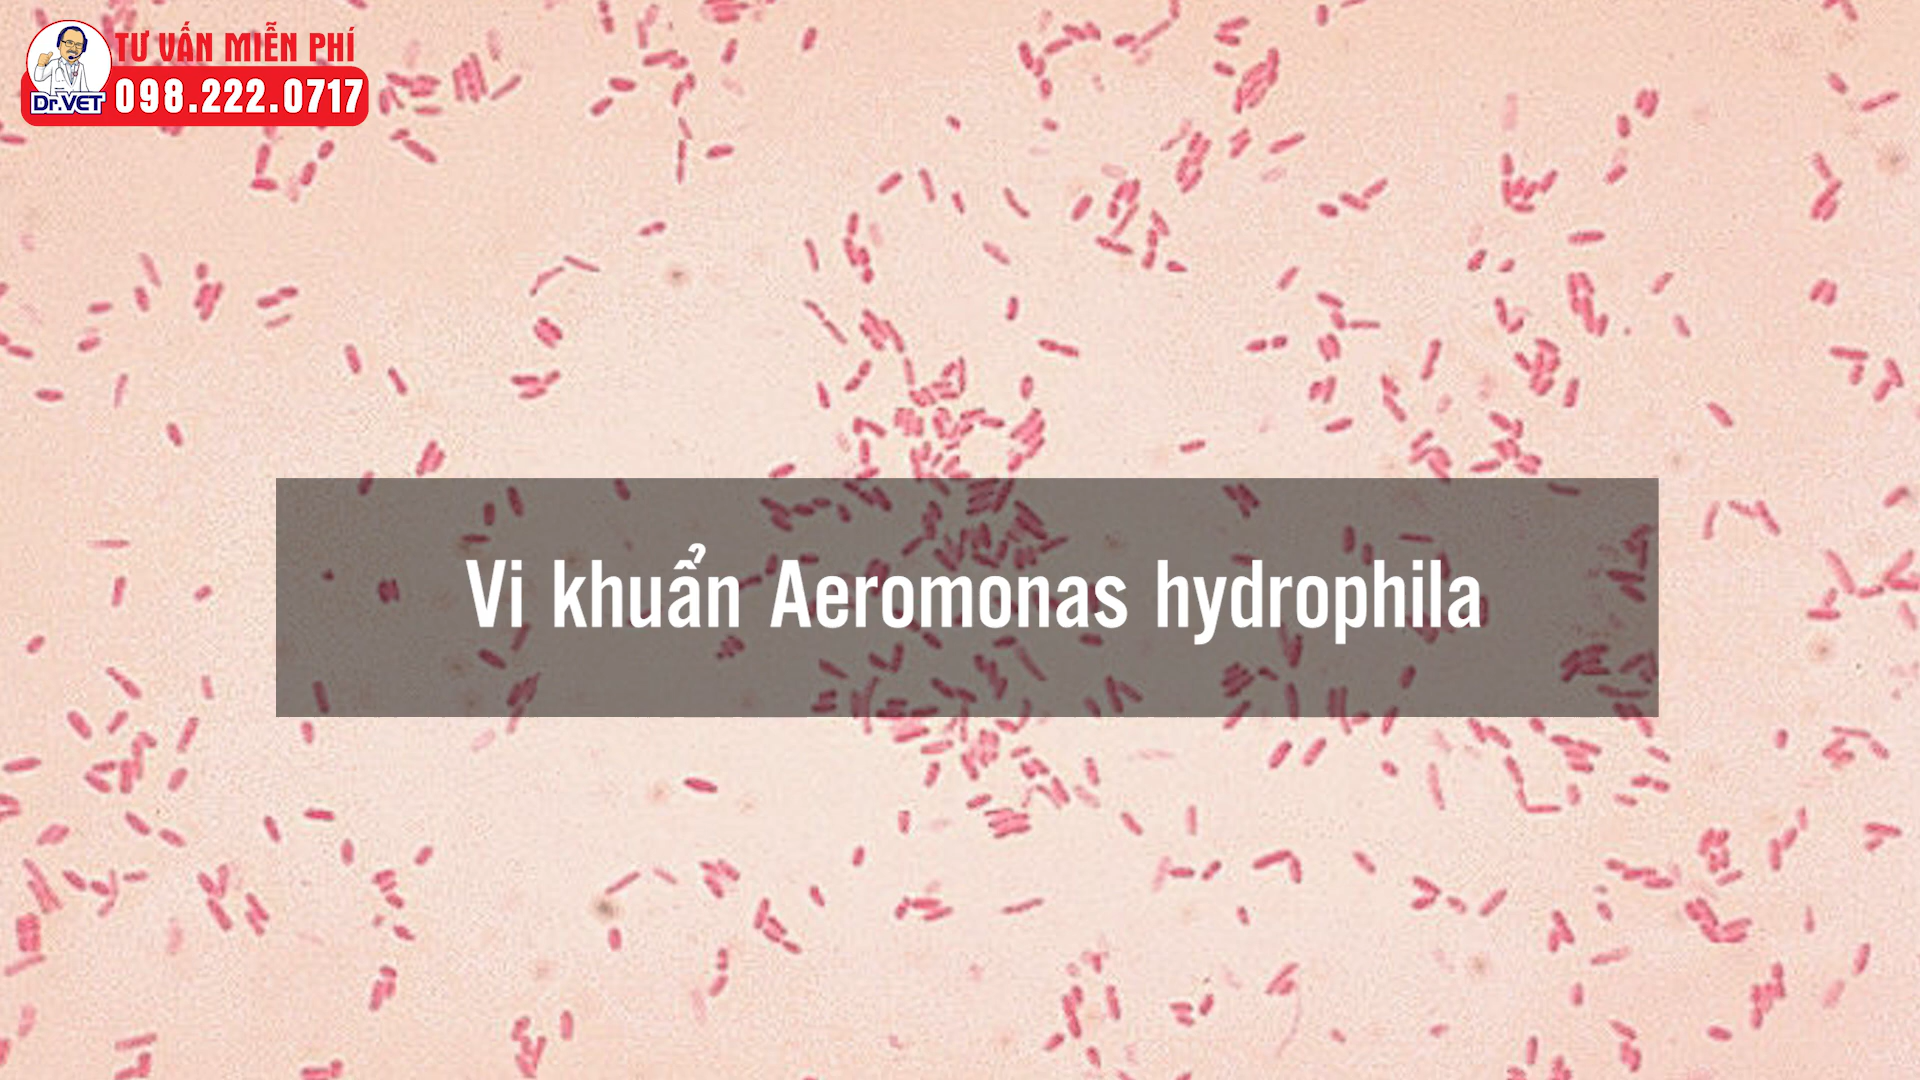 TƯ VẤN MIỄN PHÍ
Dr.VET
098.222.0717
Vi khuẩn Aeromonas hydrophila